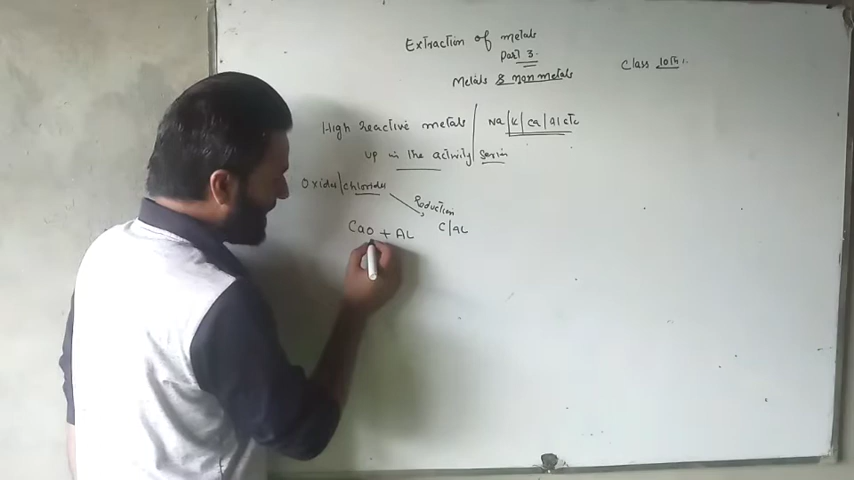 Extraction of metals
Part 3.
Metals & non metals
Class 10th.
High reactive metals Na|K|Ca|Al etc
up in the activity series
Oxides|chlorides
Reduction
CaO + AL C|AL